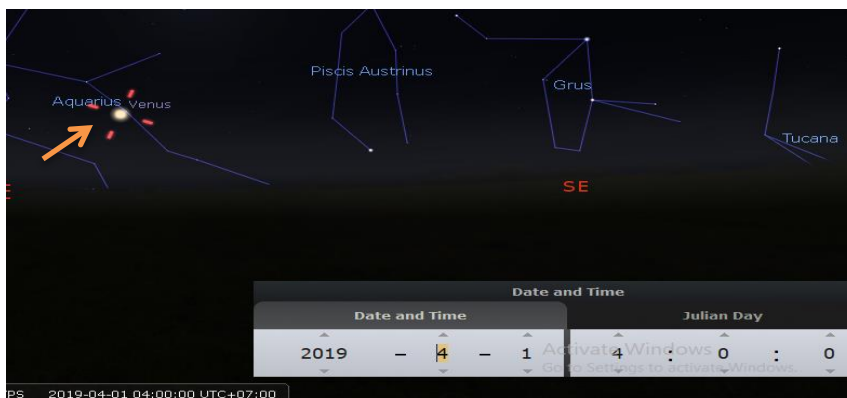 Piscis Austrinus
Grus
Aquarius
Venus
Tucana
SE
Date and Time
Date and Time
Julian Day
2019 – 4 – 1
4 : 0 : 0
Activate Windows
Go to Settings to activate Windows.
PS 2019-04-01 04:00:00 UTC+07:00